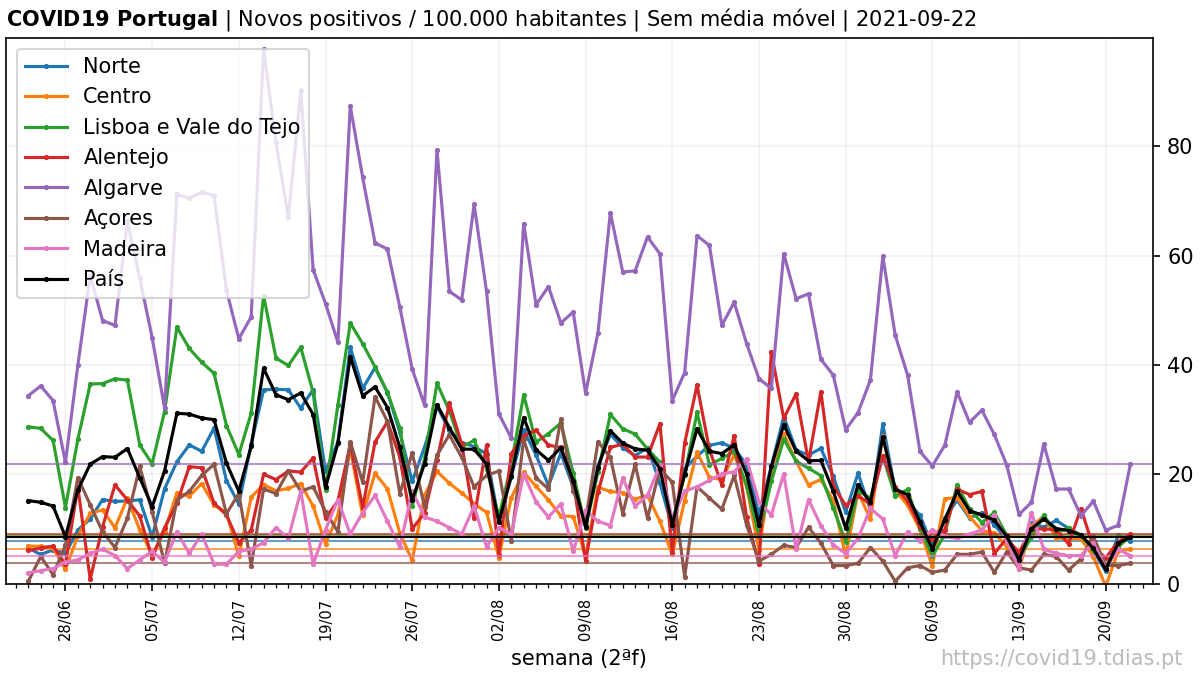 COVID19 Portugal | Novos positivos / 100.000 habitantes | Sem média móvel | 2021-09-22
Norte
Centro
Lisboa e Vale do Tejo
Alentejo
Algarve
Açores
Madeira
País
80
60
40
20
0
28/06
05/07
12/07
19/07
26/07
02/08
09/08
16/08
23/08
30/08
06/09
13/09
20/09
semana (2ªf)
https://covid19.tdias.pt